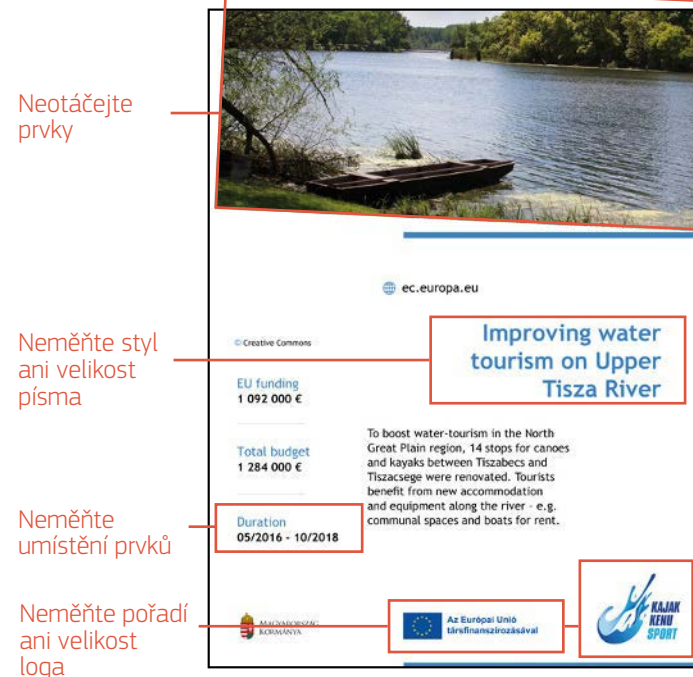 Neotáčejte
prvky
ec.europa.eu
Neměňte styl
ani velikost
písma
© Creative Commons
Improving water
tourism on Upper
Tisza River
EU funding
1 092 000 €
Total budget
1 284 000 €
To boost water-tourism in the North
Great Plain region, 14 stops for canoes
and kayaks between Tiszabecs and
Tiszacsege were renovated. Tourists
benefit from new accommodation
and equipment along the river - e.g.
communal spaces and boats for rent.
Neměňte
umístění prvků
Duration
05/2016 - 10/2018
Neměňte pořadí
ani velikost
loga
MAGYARORSZÁG
KORMÁNYA
Az Európai Unió
társfinanszírozásával
KAJAK
KENU
SPORT